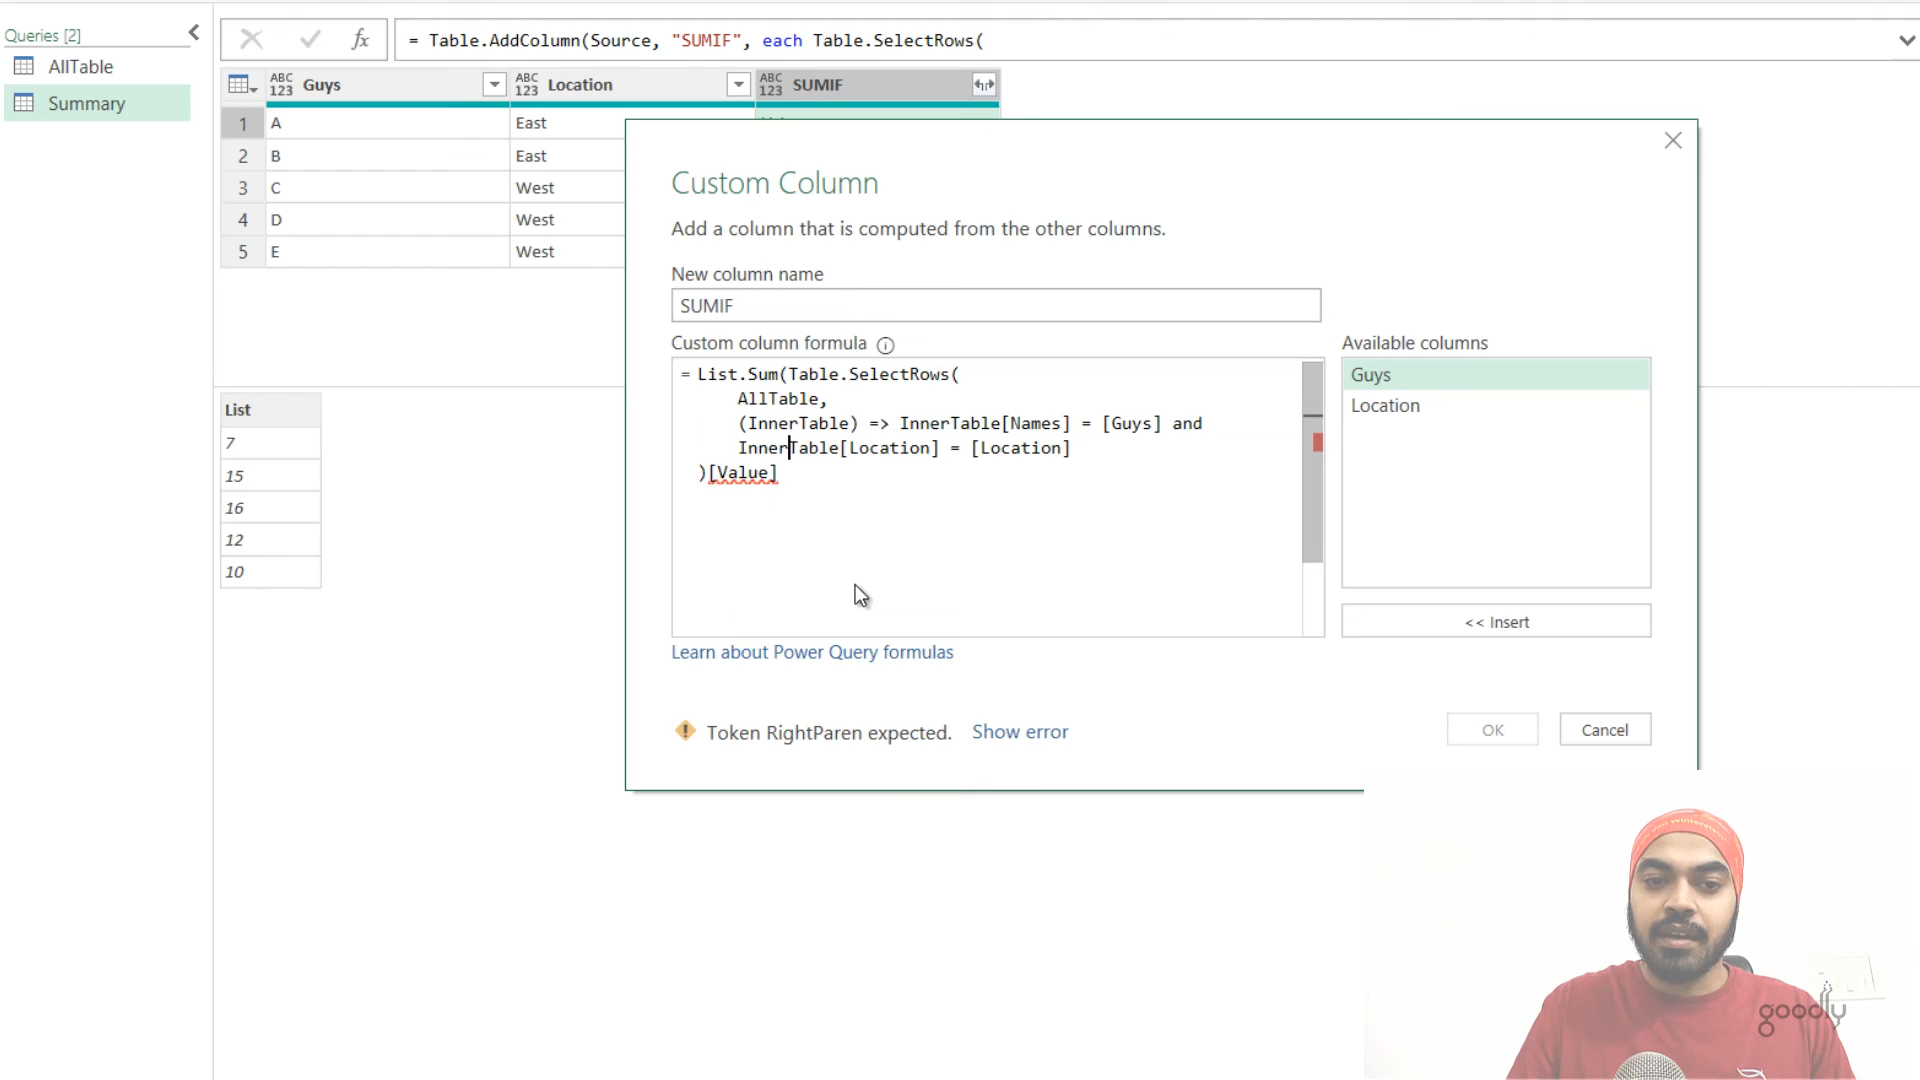 Queries [2]
AllTable
Summary
fx
= Table.AddColumn(Source, "SUMIF", each Table.SelectRows(
ABC 123 Guys
ABC 123 Location
ABC 123 SUMIF
1 A East
2 B East
3 C West
4 D West
5 E West
List
7
15
16
12
10
Custom Column
Add a column that is computed from the other columns.
New column name
SUMIF
Custom column formula
= List.Sum(Table.SelectRows(
AllTable,
(InnerTable) => InnerTable[Names] = [Guys] and
InnerTable[Location] = [Location]
)[Value]
Available columns
Guys
Location
<< Insert
Learn about Power Query formulas
Token RightParen expected. Show error
OK
Cancel
goodly